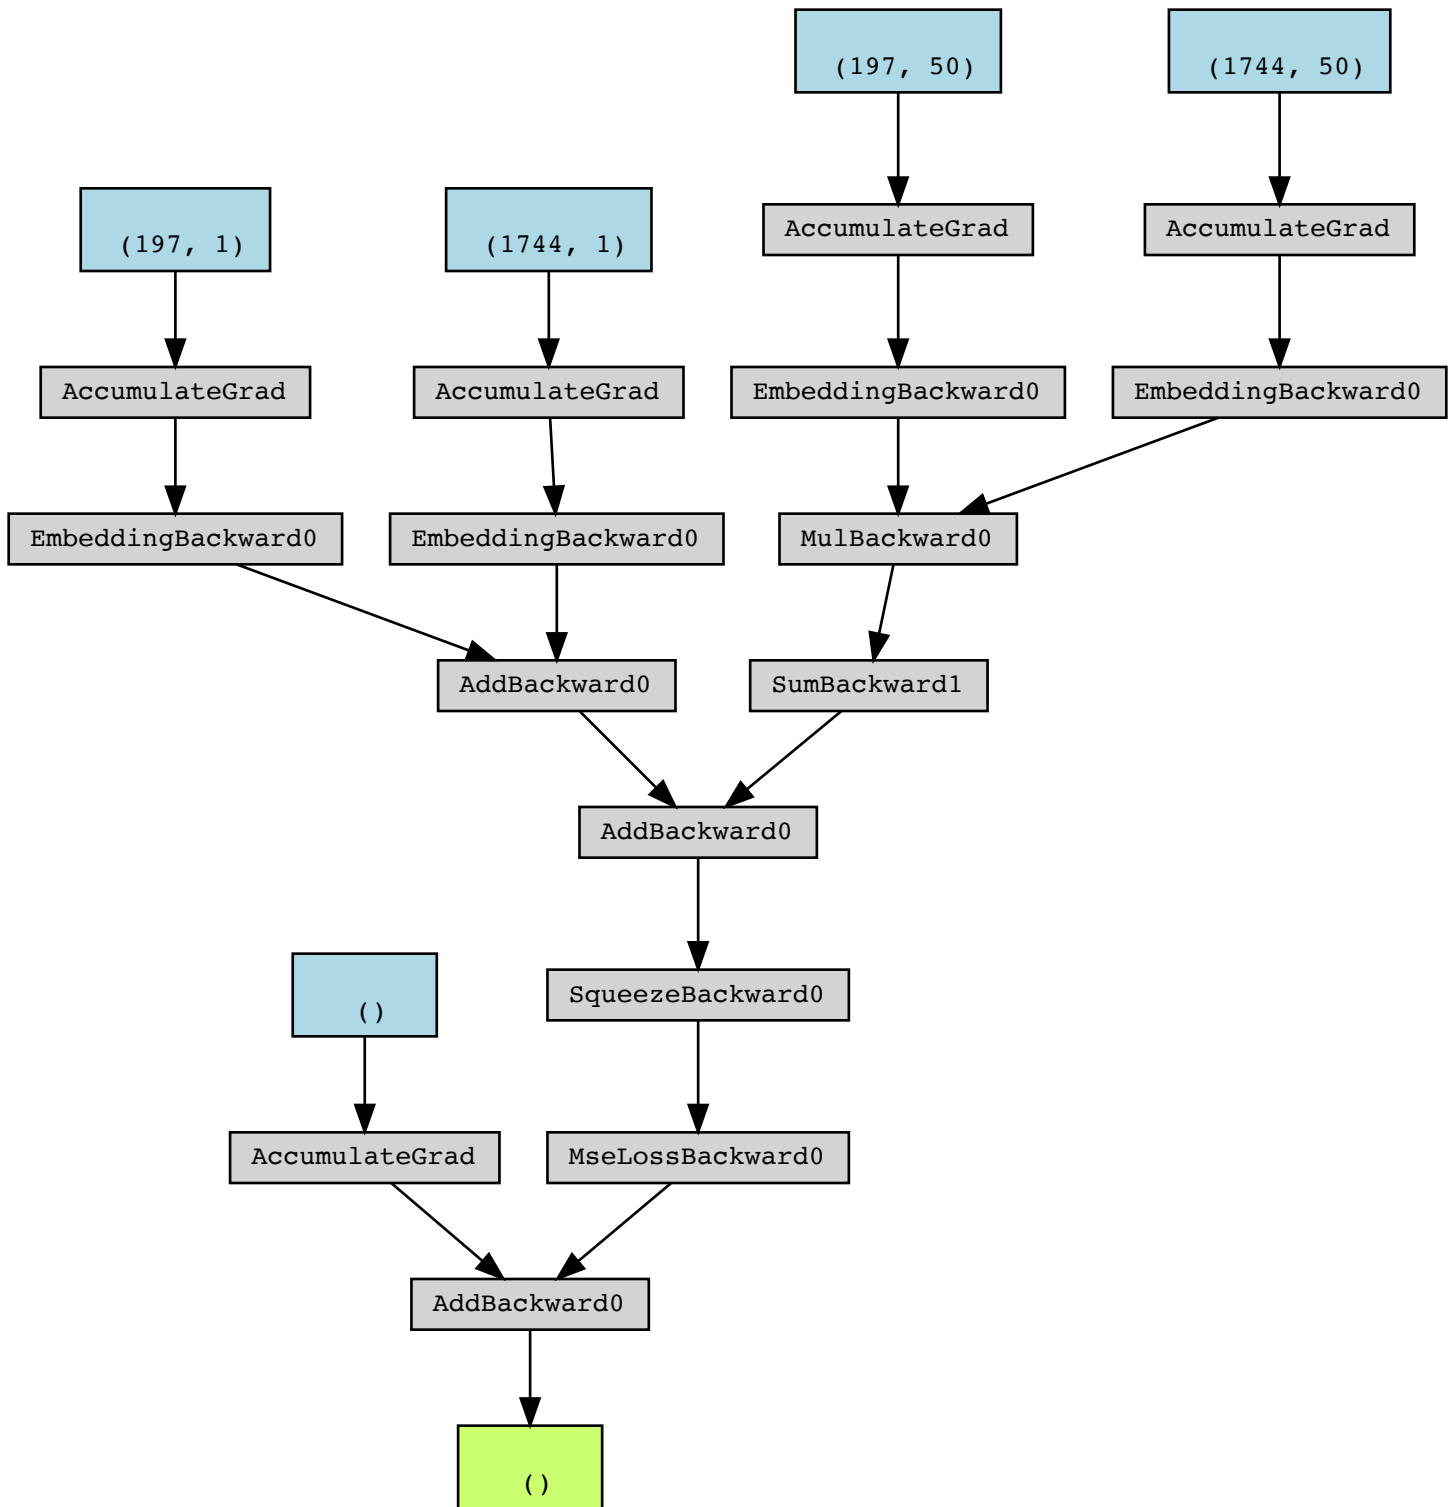 (197, 50)
(1744, 50)
(197, 1)
(1744, 1)
AccumulateGrad
AccumulateGrad
AccumulateGrad
AccumulateGrad
EmbeddingBackward0
EmbeddingBackward0
EmbeddingBackward0
EmbeddingBackward0
MulBackward0
AddBackward0
SumBackward1
AddBackward0
()
SqueezeBackward0
AccumulateGrad
MseLossBackward0
AddBackward0
()